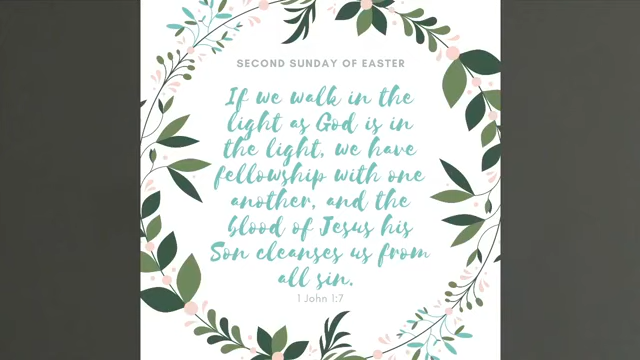 SECOND SUNDAY OF EASTER
If we walk in the
light as God is in
the light, we have
fellowship with one
another, and the
blood of Jesus his
Son cleanses us from
all sin.
1 John 1:7